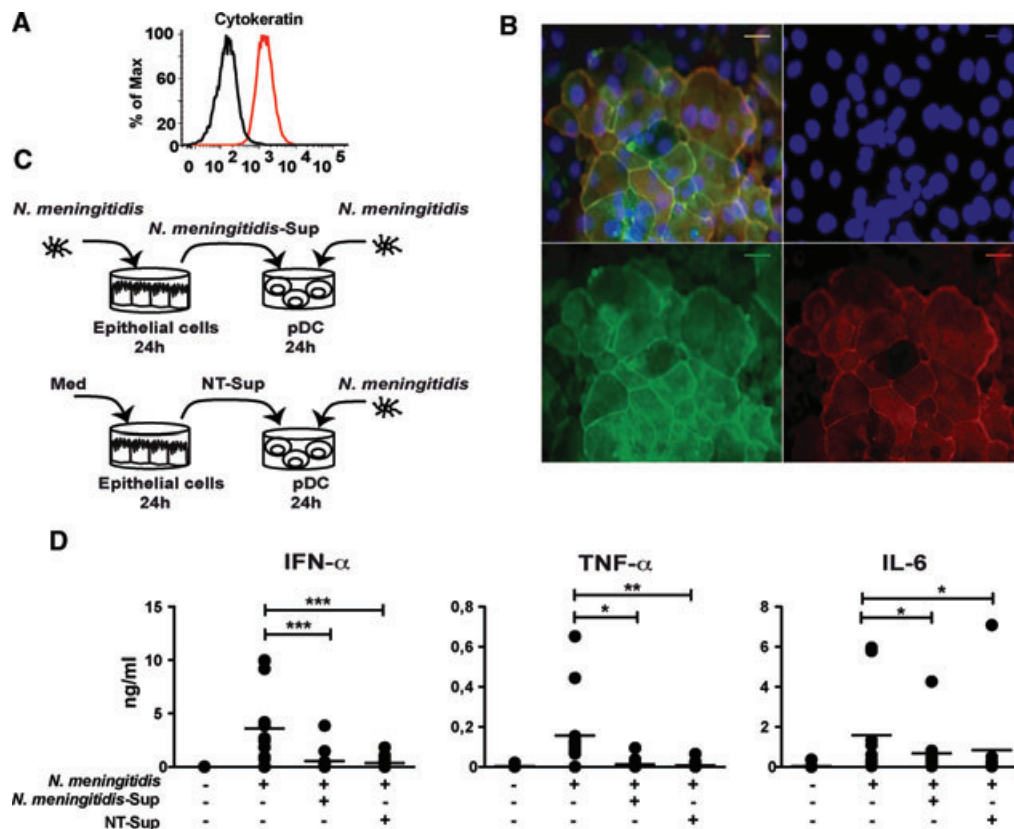 A
Cytokeratin
% of Max
100
80
60
40
20
0
0 10 2 10 3 10 4 10 5
B
C
N. meningitidis
N. meningitidis-Sup
N. meningitidis
Epithelial cells
24h
pDC
24h
Med
NT-Sup
N. meningitidis
Epithelial cells
24h
pDC
24h
D
IFN-α
ng/ml
15
10
5
0
***
***
TNF-α
0,8
0,6
0,4
0,2
0
**
*
IL-6
8
6
4
2
0
*
*
N. meningitidis - + + + - + + + - + + +
N. meningitidis-Sup - - + - - - + - - - + -
NT-Sup - - - + - - - + - - - +